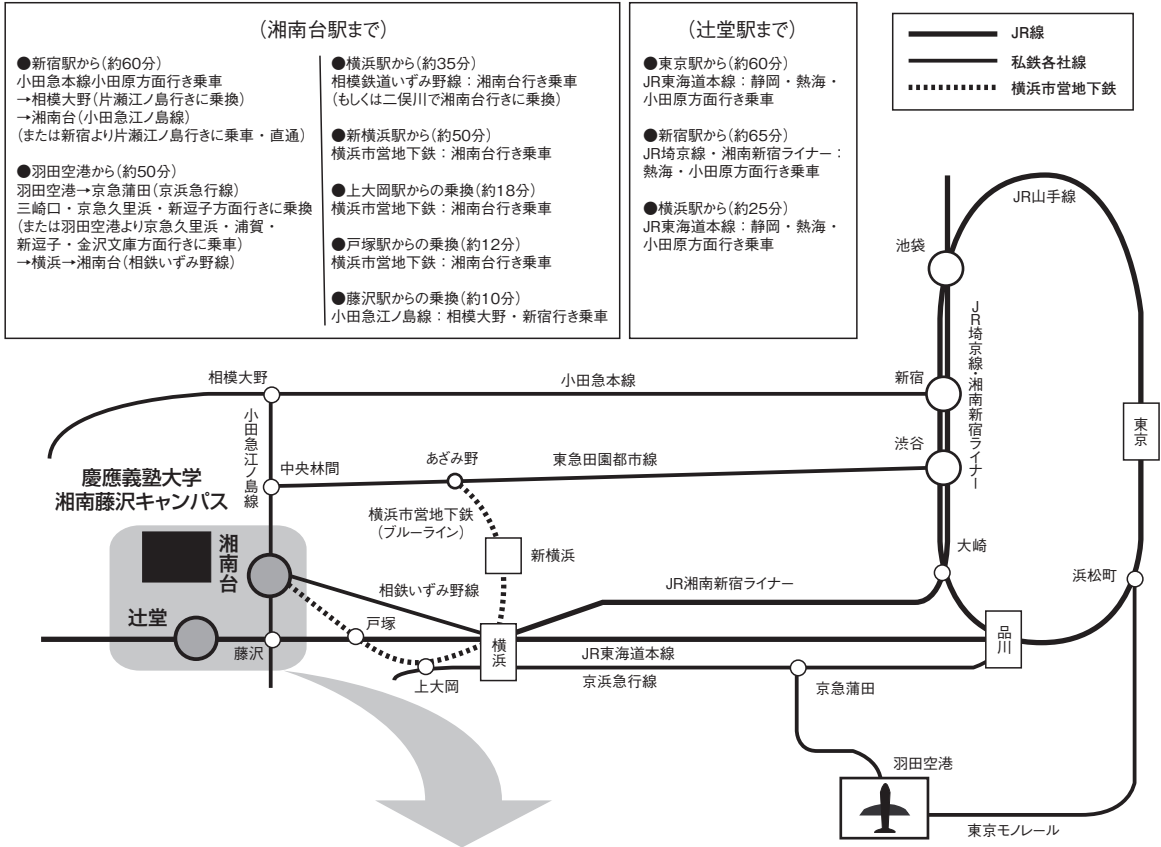 (湘南台駅まで)
●新宿駅から(約60分)
小田急本線小田原方面行き乗車
→相模大野(片瀬江ノ島行きに乗換)
→湘南台(小田急江ノ島線)
(または新宿より片瀬江ノ島行きに乗車・直通)
●羽田空港から(約50分)
羽田空港→京急蒲田(京浜急行線)
三崎口・京急久里浜・新逗子方面行きに乗換
(または羽田空港より京急久里浜・浦賀・
新逗子・金沢文庫方面行きに乗車)
→横浜→湘南台(相鉄いずみ野線)
●横浜駅から(約35分)
相模鉄道いずみ野線：湘南台行き乗車
(もしくは二俣川で湘南台行きに乗換)
●新横浜駅から(約50分)
横浜市営地下鉄：湘南台行き乗車
●上大岡駅からの乗換(約18分)
横浜市営地下鉄：湘南台行き乗車
●戸塚駅からの乗換(約12分)
横浜市営地下鉄：湘南台行き乗車
●藤沢駅からの乗換(約10分)
小田急江ノ島線：相模大野・新宿行き乗車
(辻堂駅まで)
●東京駅から(約60分)
JR東海道本線：静岡・熱海・
小田原方面行き乗車
●新宿駅から(約65分)
JR埼京線・湘南新宿ライナー：
熱海・小田原方面行き乗車
●横浜駅から(約25分)
JR東海道本線：静岡・熱海・
小田原方面行き乗車
JR線
私鉄各社線
横浜市営地下鉄
JR山手線
池袋
JR埼京線・湘南新宿ライナー
相模大野
小田急本線
新宿
東京
小田急江ノ島線
渋谷
慶應義塾大学
湘南藤沢キャンパス
中央林間
あざみ野
東急田園都市線
横浜市営地下鉄
(ブルーライン)
新横浜
大崎
浜松町
湘南台
相鉄いずみ野線
JR湘南新宿ライナー
辻堂
戸塚
藤沢
横浜
品川
JR東海道本線
上大岡
京浜急行線
京急蒲田
羽田空港
東京モノレール